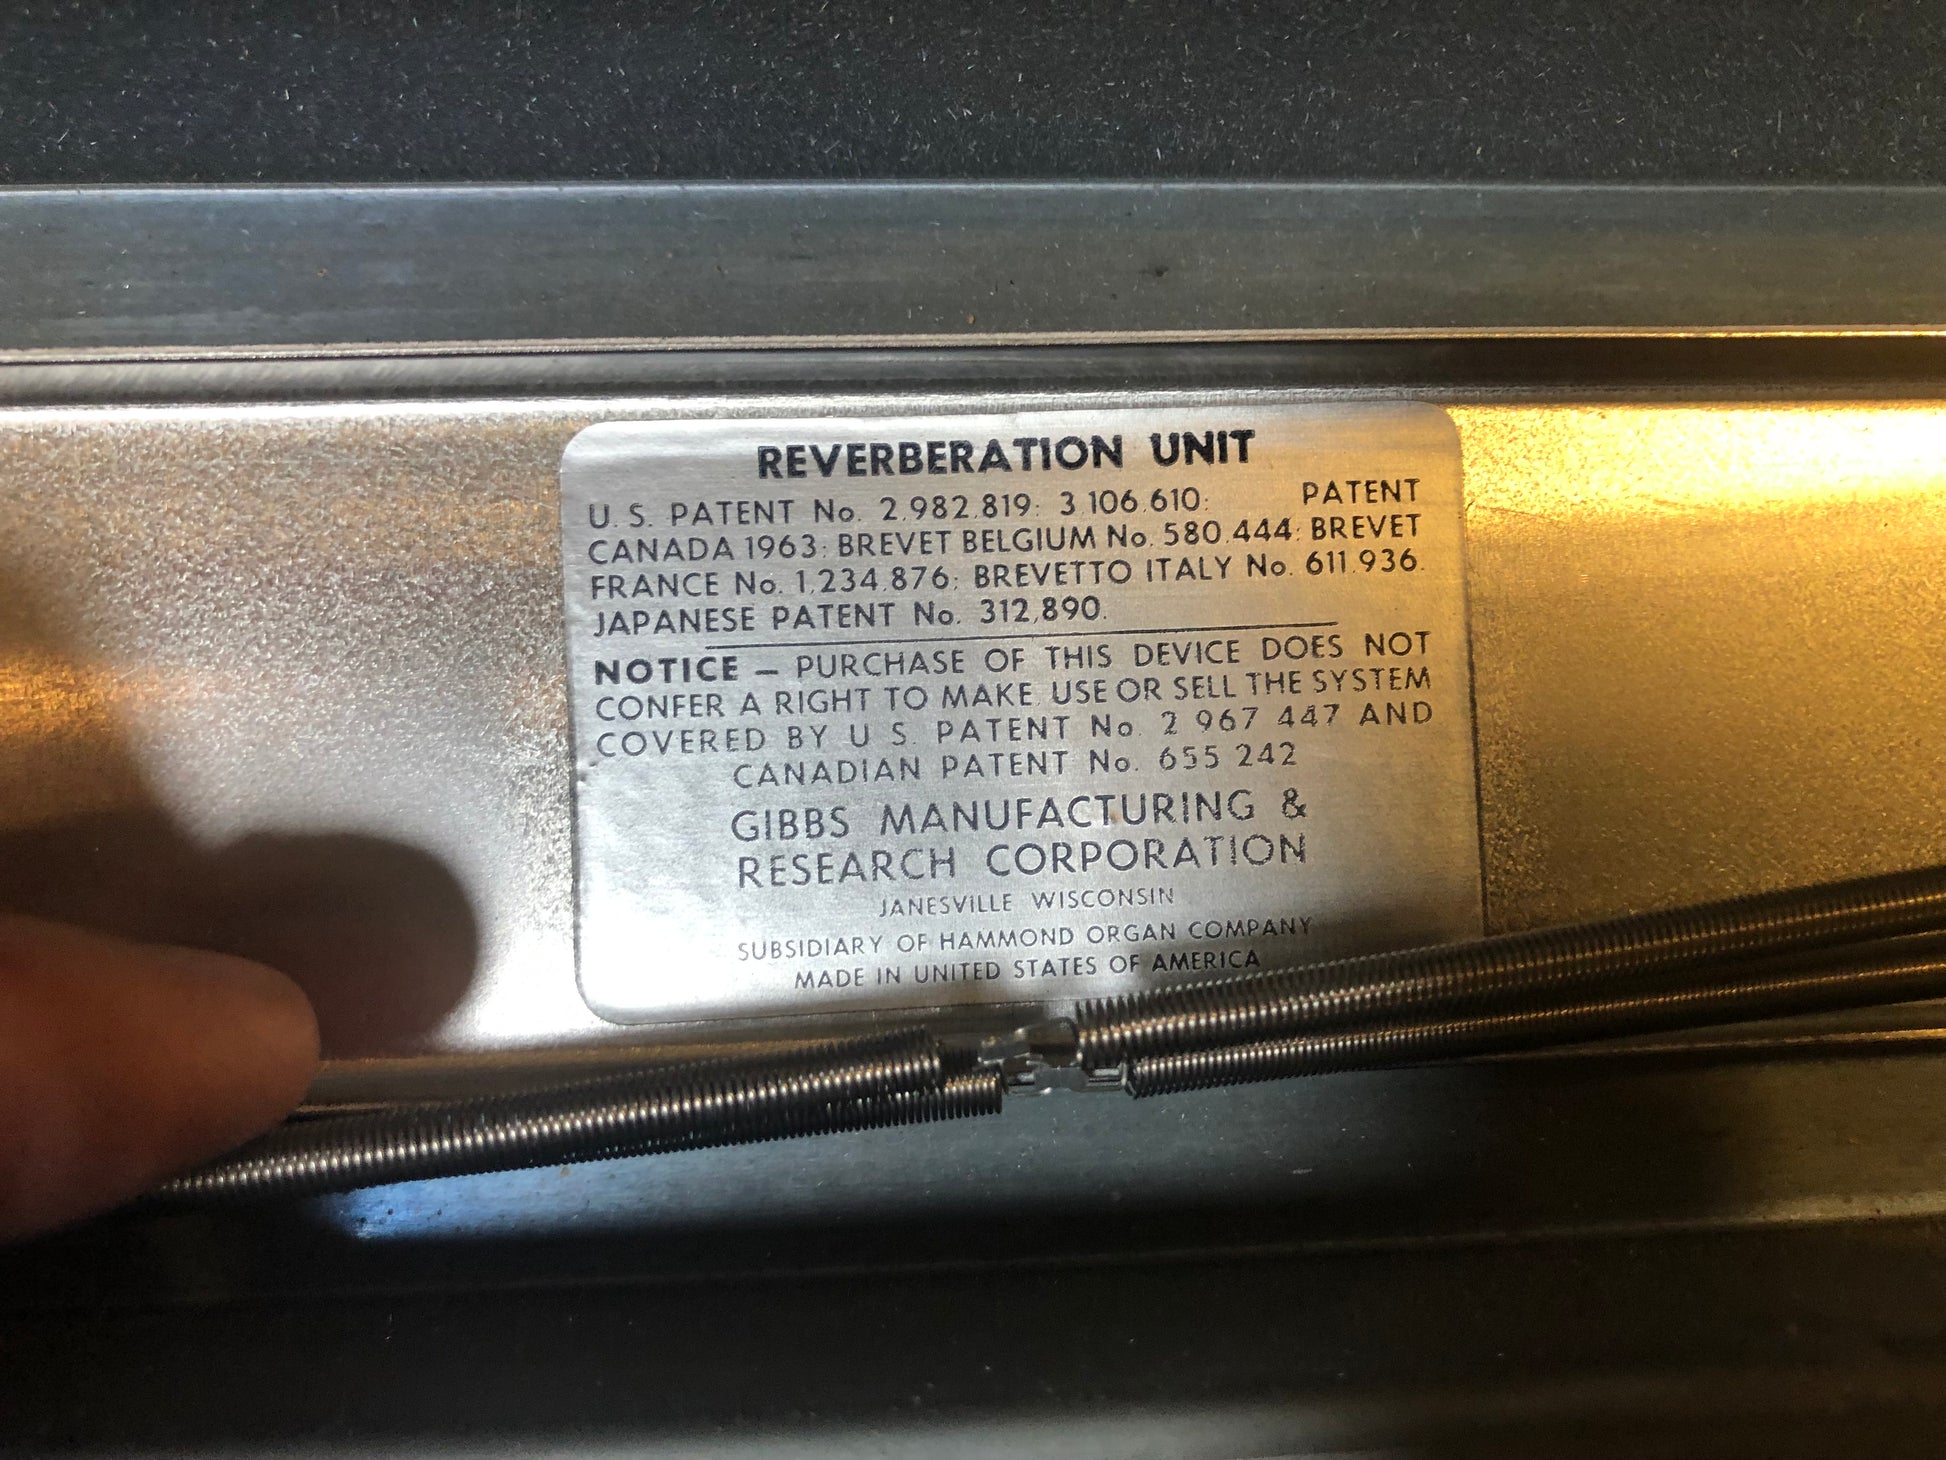 REVERBERATION UNIT
U. S. PATENT No. 2,982,819; 3,106,610; PATENT
CANADA 1963; BREVET BELGIUM No. 580,444; BREVET
FRANCE No. 1,234,876; BREVETTO ITALY No. 611,936.
JAPANESE PATENT No. 312,890.
NOTICE — PURCHASE OF THIS DEVICE DOES NOT
CONFER A RIGHT TO MAKE, USE OR SELL THE SYSTEM
COVERED BY U S. PATENT No. 2 967 447 AND
CANADIAN PATENT No. 655 242
GIBBS MANUFACTURING &
RESEARCH CORPORATION
JANESVILLE WISCONSIN
SUBSIDIARY OF HAMMOND ORGAN COMPANY
MADE IN UNITED STATES OF AMERICA